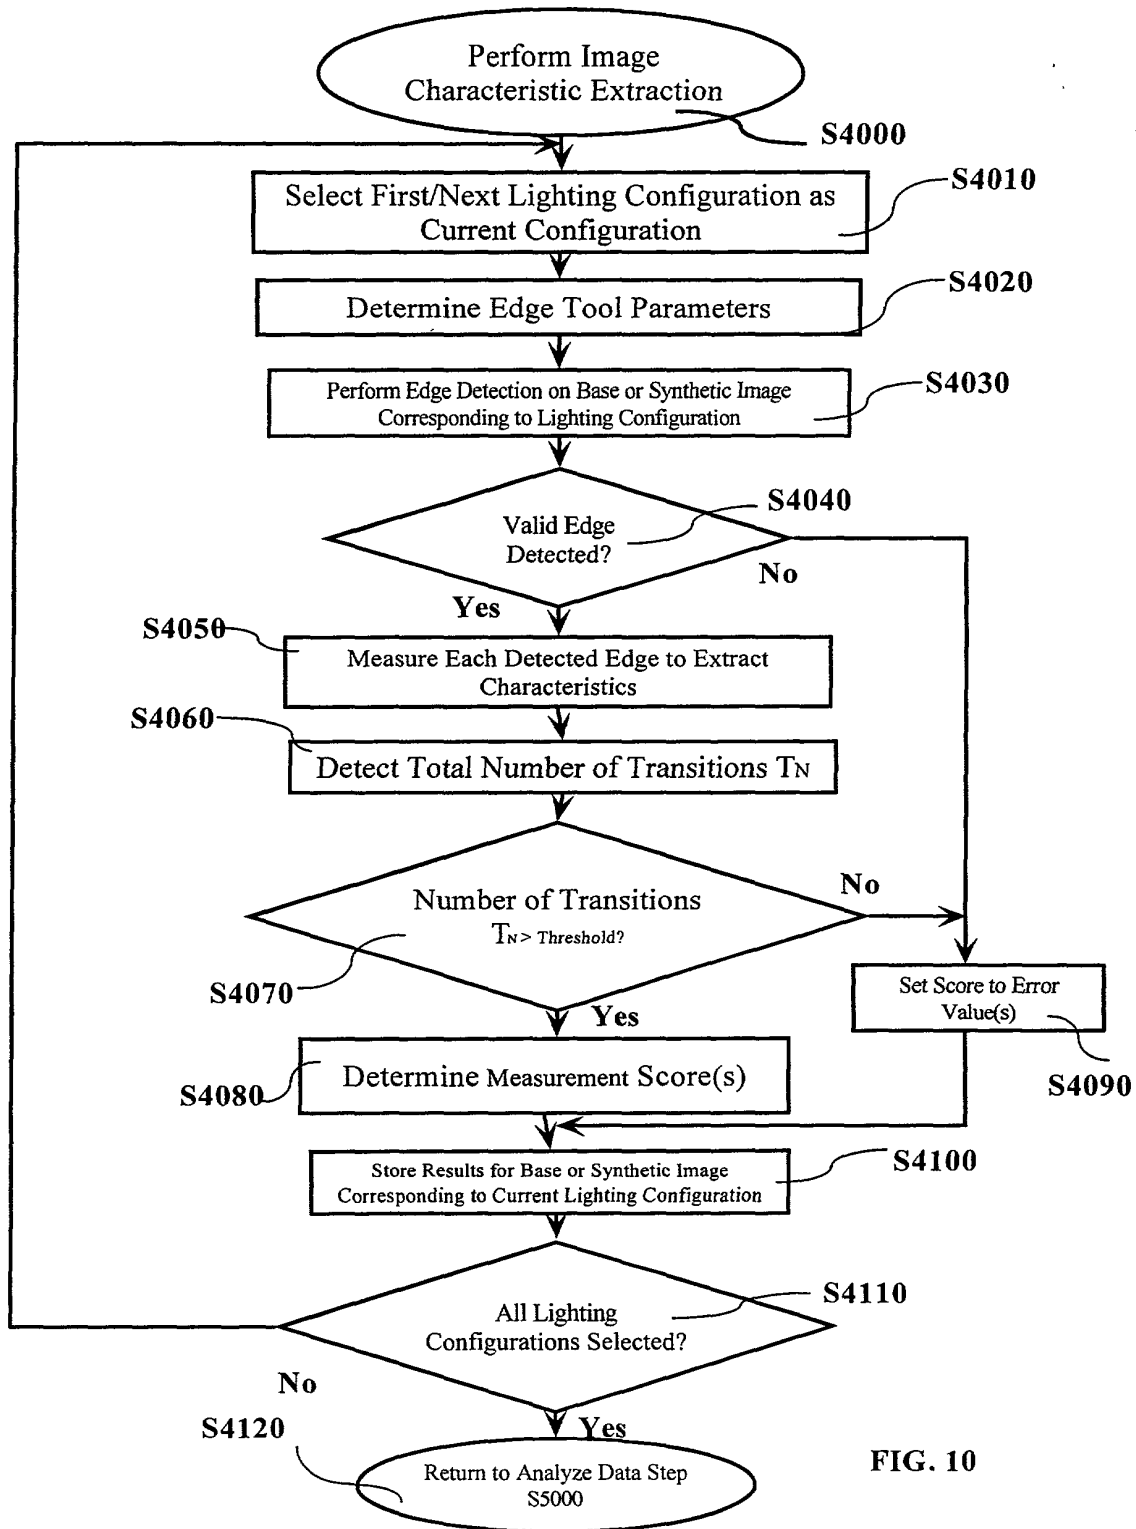 Perform Image
Characteristic Extraction
S4000
Select First/Next Lighting Configuration as
Current Configuration
S4010
Determine Edge Tool Parameters
S4020
Perform Edge Detection on Base or Synthetic Image
Corresponding to Lighting Configuration
S4030
Valid Edge
Detected?
S4040
No
Yes
S4050
Measure Each Detected Edge to Extract
Characteristics
S4060
Detect Total Number of Transitions TN
Number of Transitions
TN > Threshold?
No
S4070
Yes
Set Score to Error
Value(s)
S4090
Determine Measurement Score(s)
S4080
Store Results for Base or Synthetic Image
Corresponding to Current Lighting Configuration
S4100
All Lighting
Configurations Selected?
S4110
No
Yes
S4120
Return to Analyze Data Step
S5000
FIG. 10